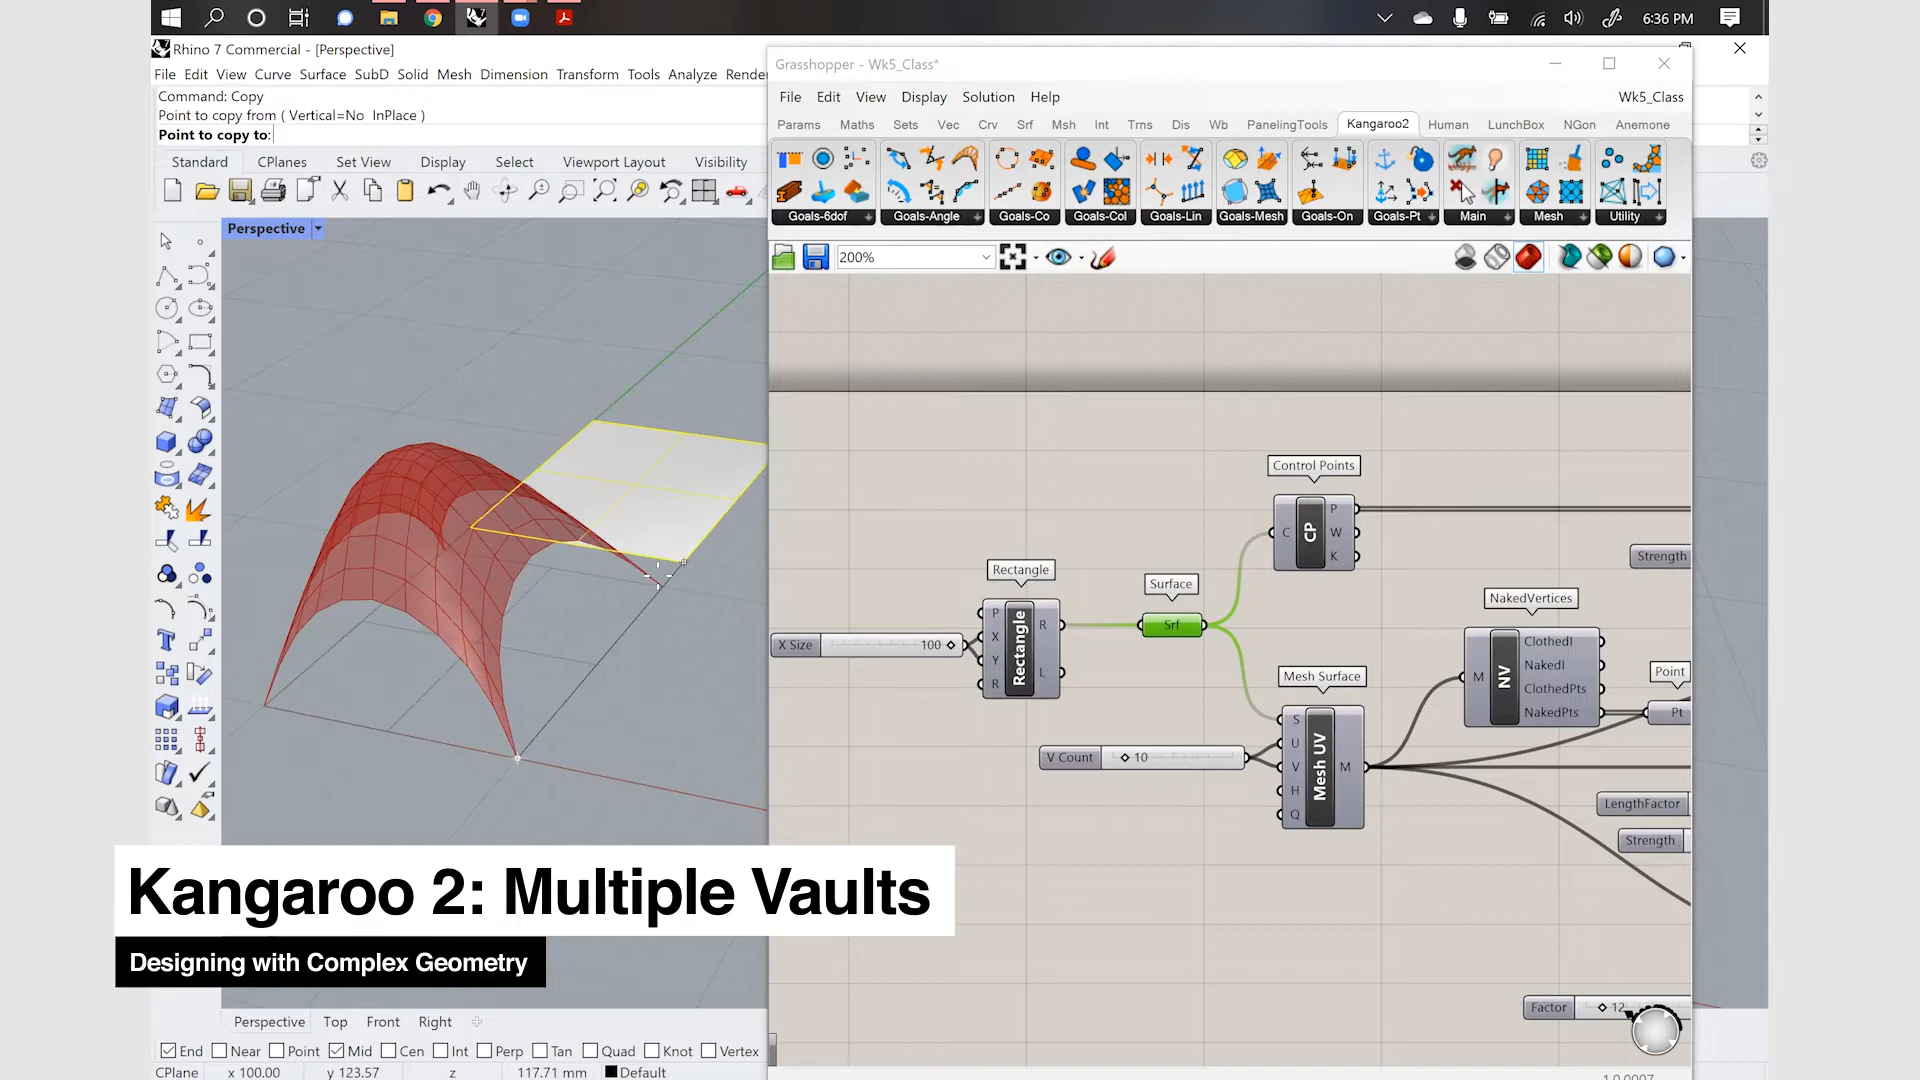 6:36 PM
Rhino 7 Commercial - [Perspective]
File Edit View Curve Surface SubD Solid Mesh Dimension Transform Tools Analyze Render
Command: Copy
Point to copy from ( Vertical=No InPlace )
Point to copy to:
Standard CPlanes Set View Display Select Viewport Layout Visibility
Perspective
Grasshopper - Wk5_Class*
File Edit View Display Solution Help Wk5_Class
Params Maths Sets Vec Crv Srf Msh Int Trns Dis Wb PanelingTools Kangaroo2 Human LunchBox NGon Anemone
Goals-6dof Goals-Angle Goals-Co Goals-Col Goals-Lin Goals-Mesh Goals-On Goals-Pt Main Mesh Utility
200%
Control Points
C CP P W K
Strength
Rectangle
Surface
NakedVertices
P X Y R Rectangle R L
Srf
X Size 100
M NV ClothedI NakedI ClothedPts NakedPts
Point
Pt
Mesh Surface
S U V H Q Mesh UV M
V Count 10
LengthFactor
Strength
Factor 12
Kangaroo 2: Multiple Vaults
Designing with Complex Geometry
Perspective Top Front Right
End Near Point Mid Cen Int Perp Tan Quad Knot Vertex
CPlane x 100.00 y 123.57 z 117.71 mm Default